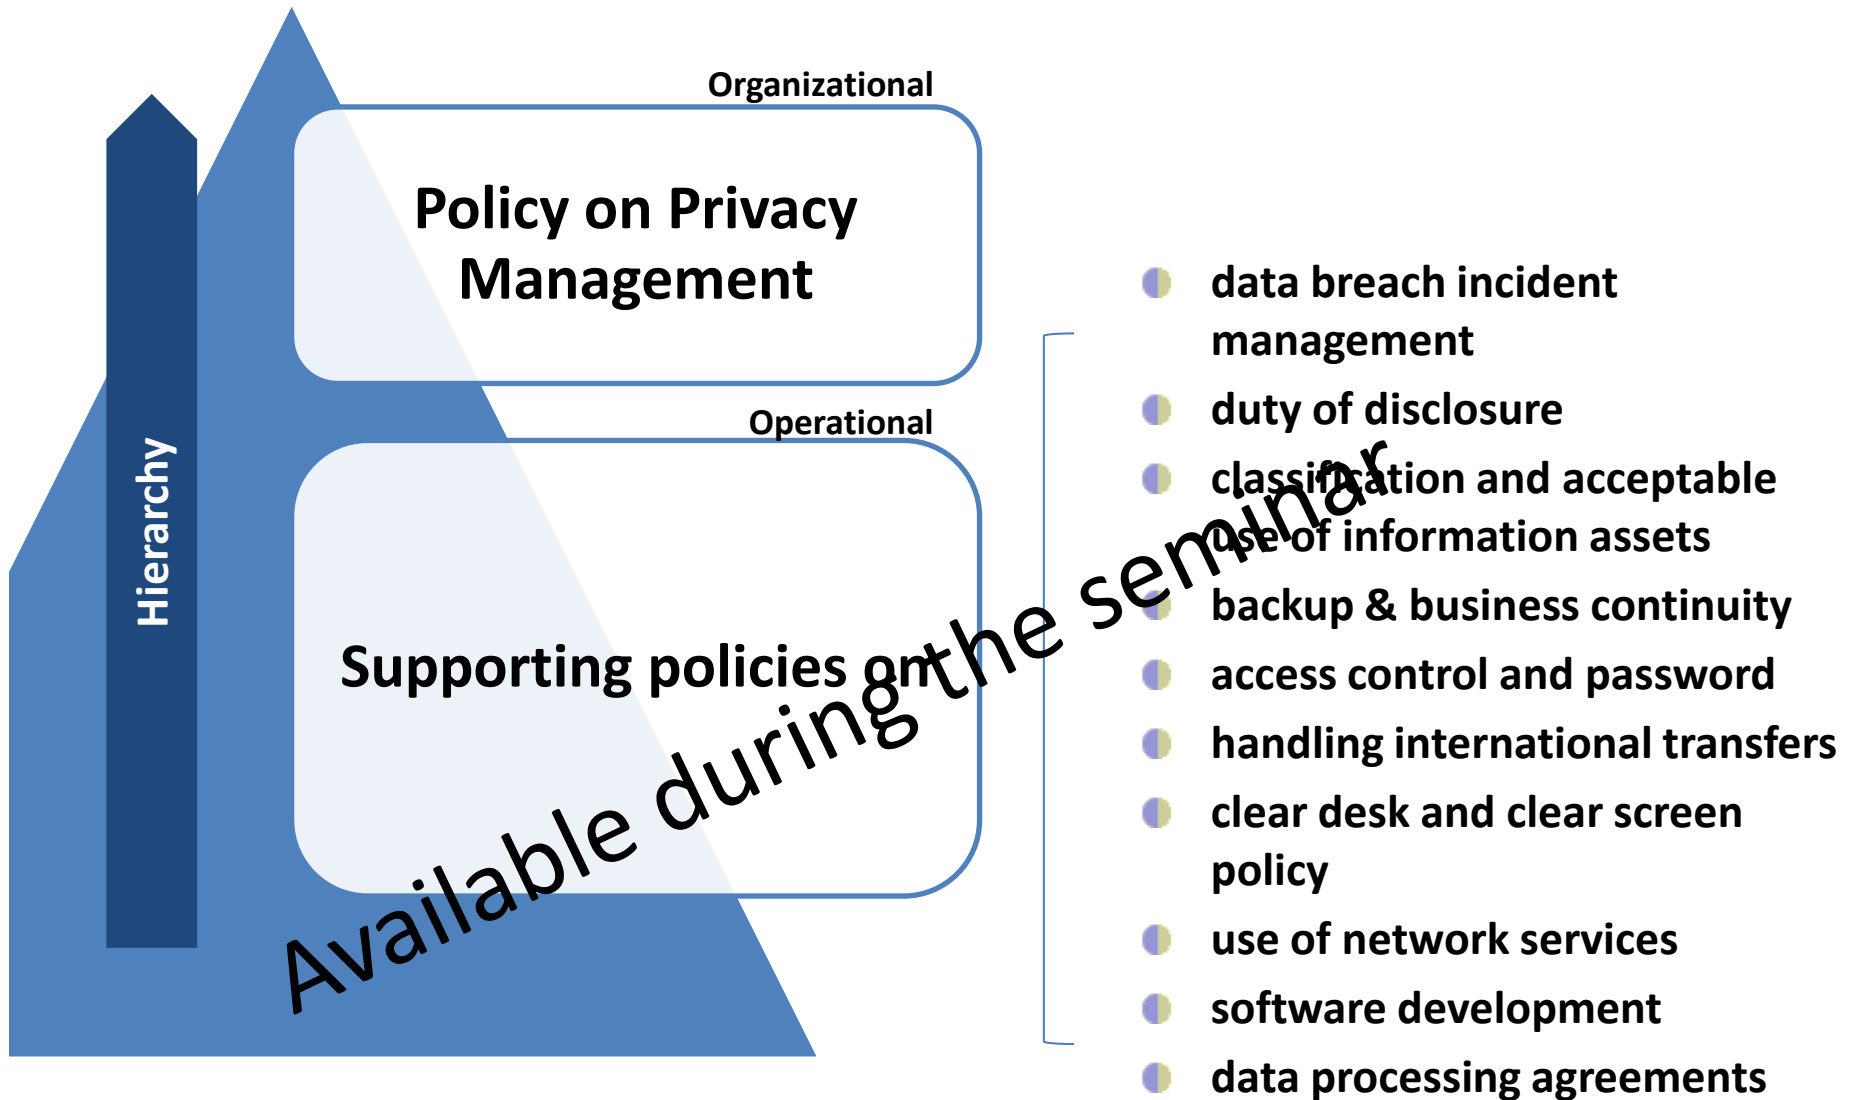 Organizational
Policy on Privacy
Management
Operational
Supporting policies on
Hierarchy
data breach incident
management
duty of disclosure
classification and acceptable
use of information assets
backup & business continuity
access control and password
handling international transfers
clear desk and clear screen
policy
use of network services
software development
data processing agreements
Available during the seminar